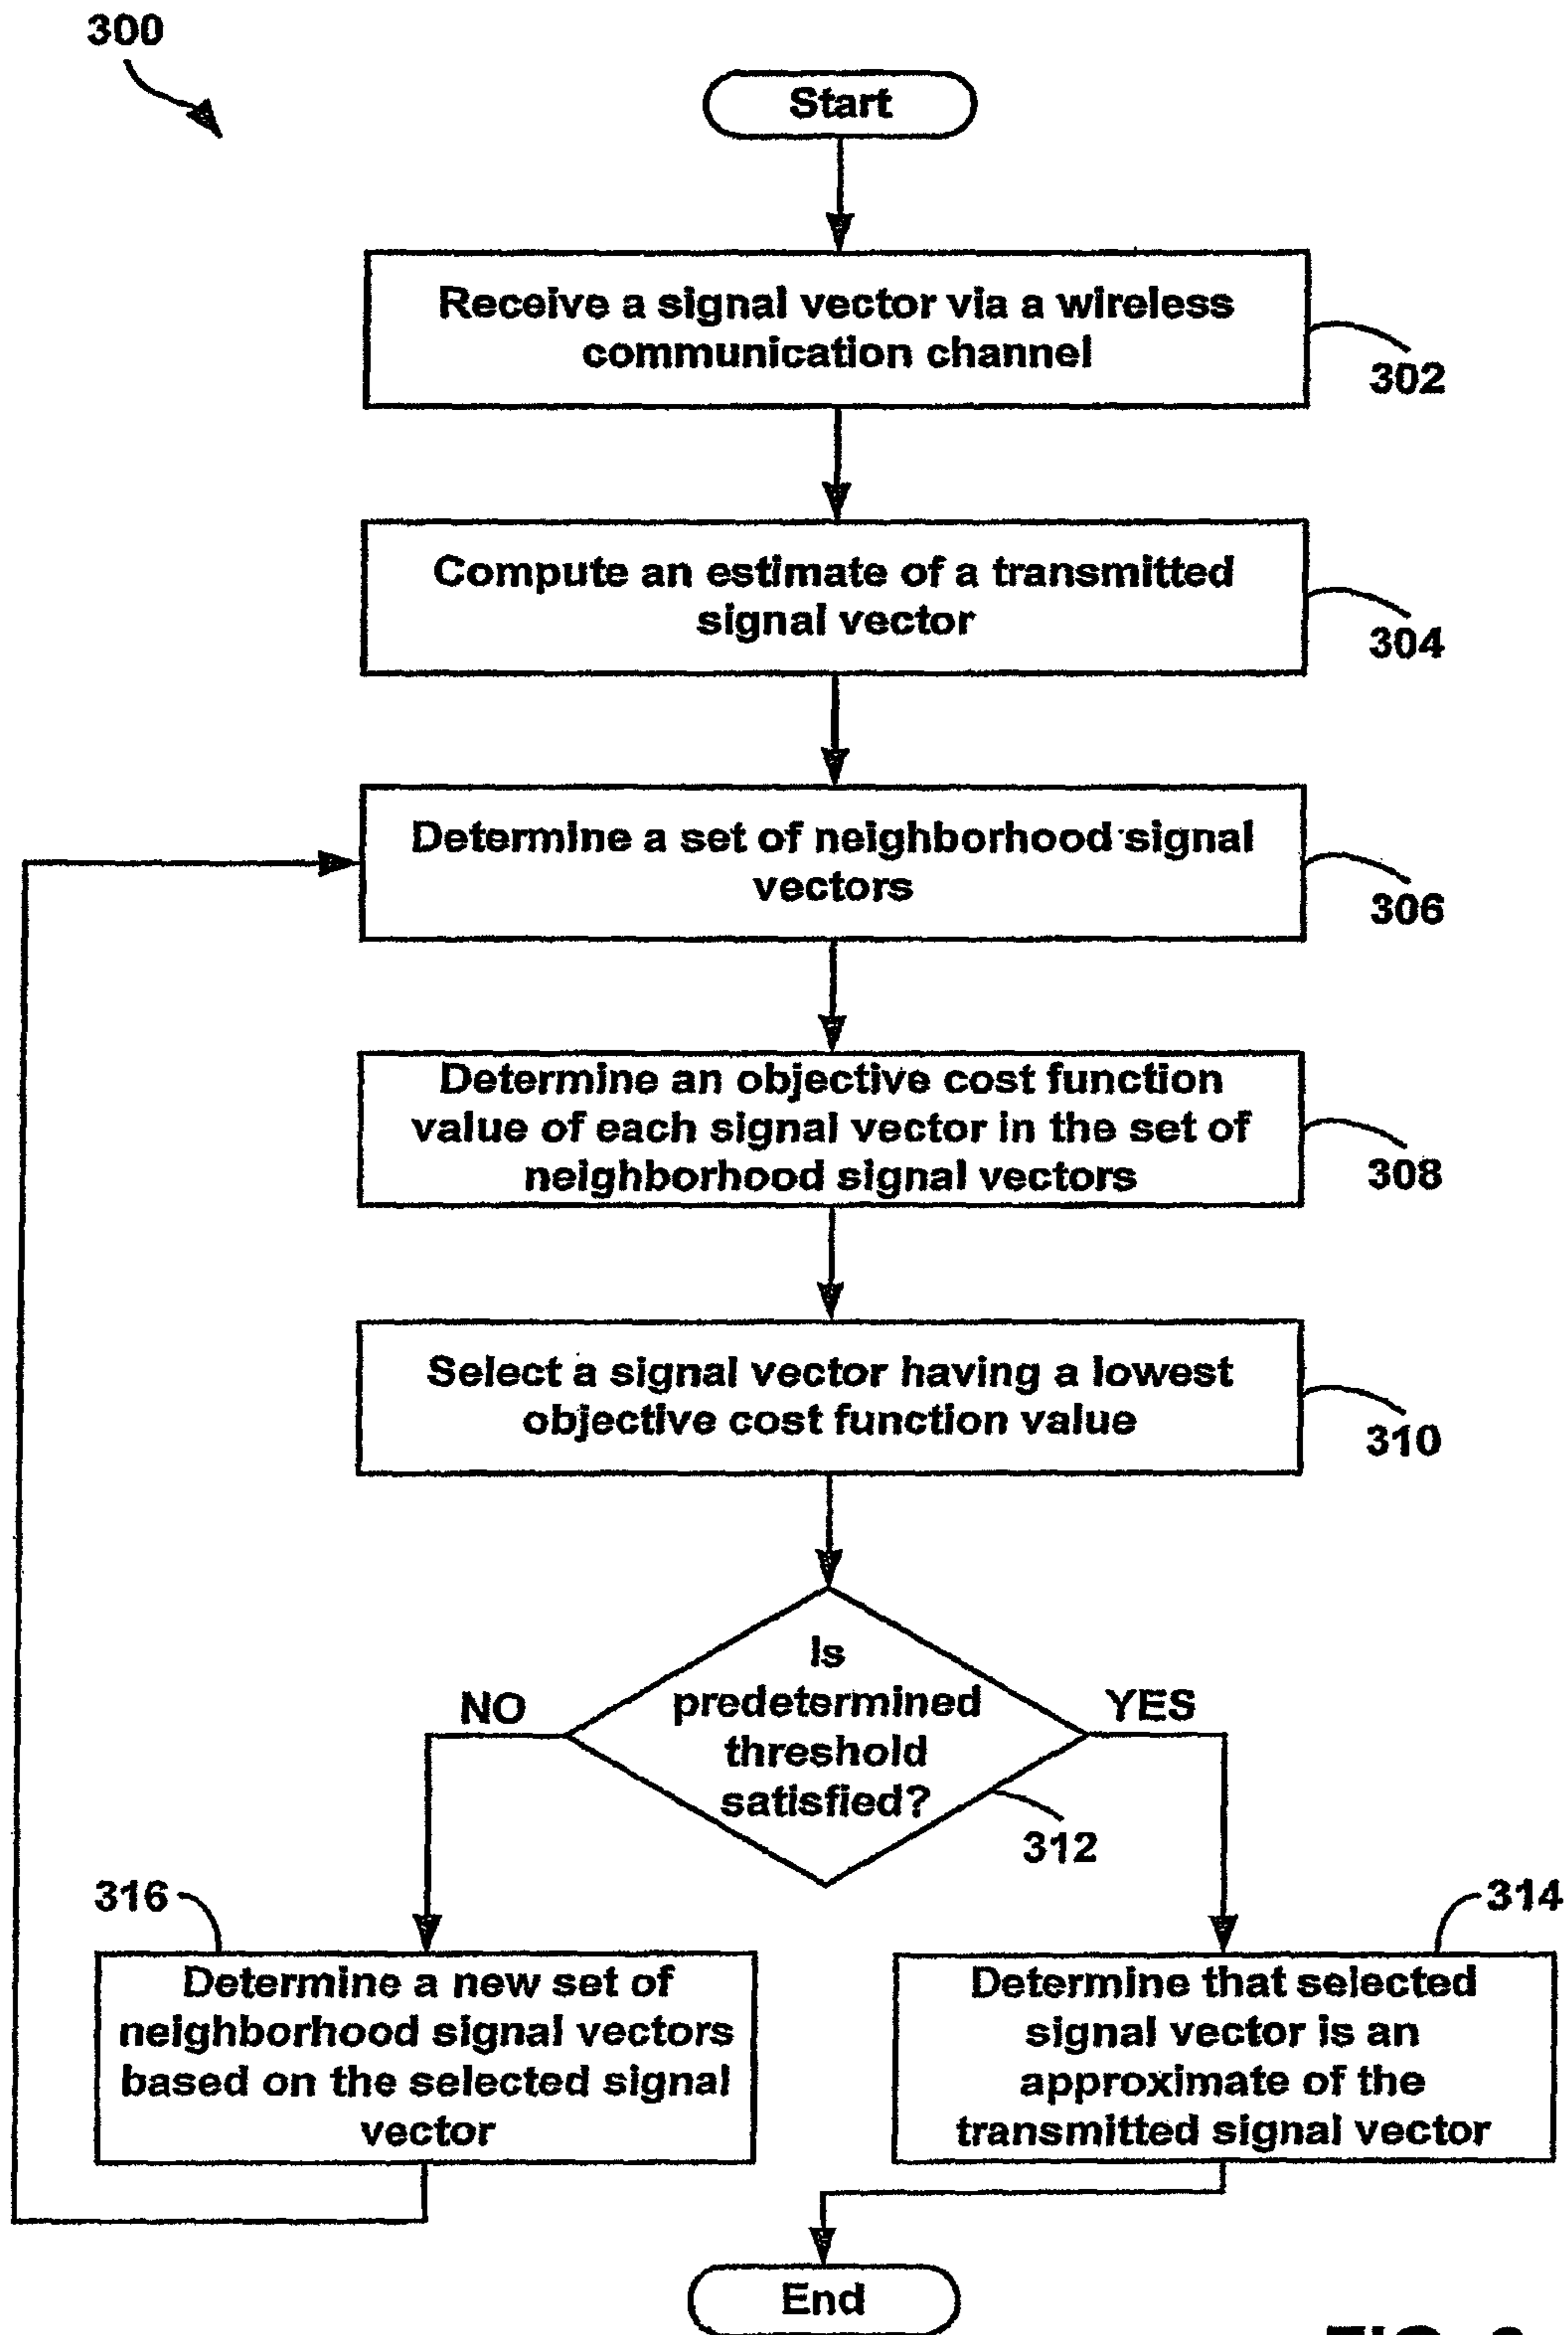 300
Start
Receive a signal vector via a wireless
communication channel
302
Compute an estimate of a transmitted
signal vector
304
Determine a set of neighborhood signal
vectors
306
Determine an objective cost function
value of each signal vector in the set of
neighborhood signal vectors
308
Select a signal vector having a lowest
objective cost function value
310
Is
predetermined
threshold
satisfied?
NO
YES
312
316
314
Determine a new set of
neighborhood signal vectors
based on the selected signal
vector
Determine that selected
signal vector is an
approximate of the
transmitted signal vector
End